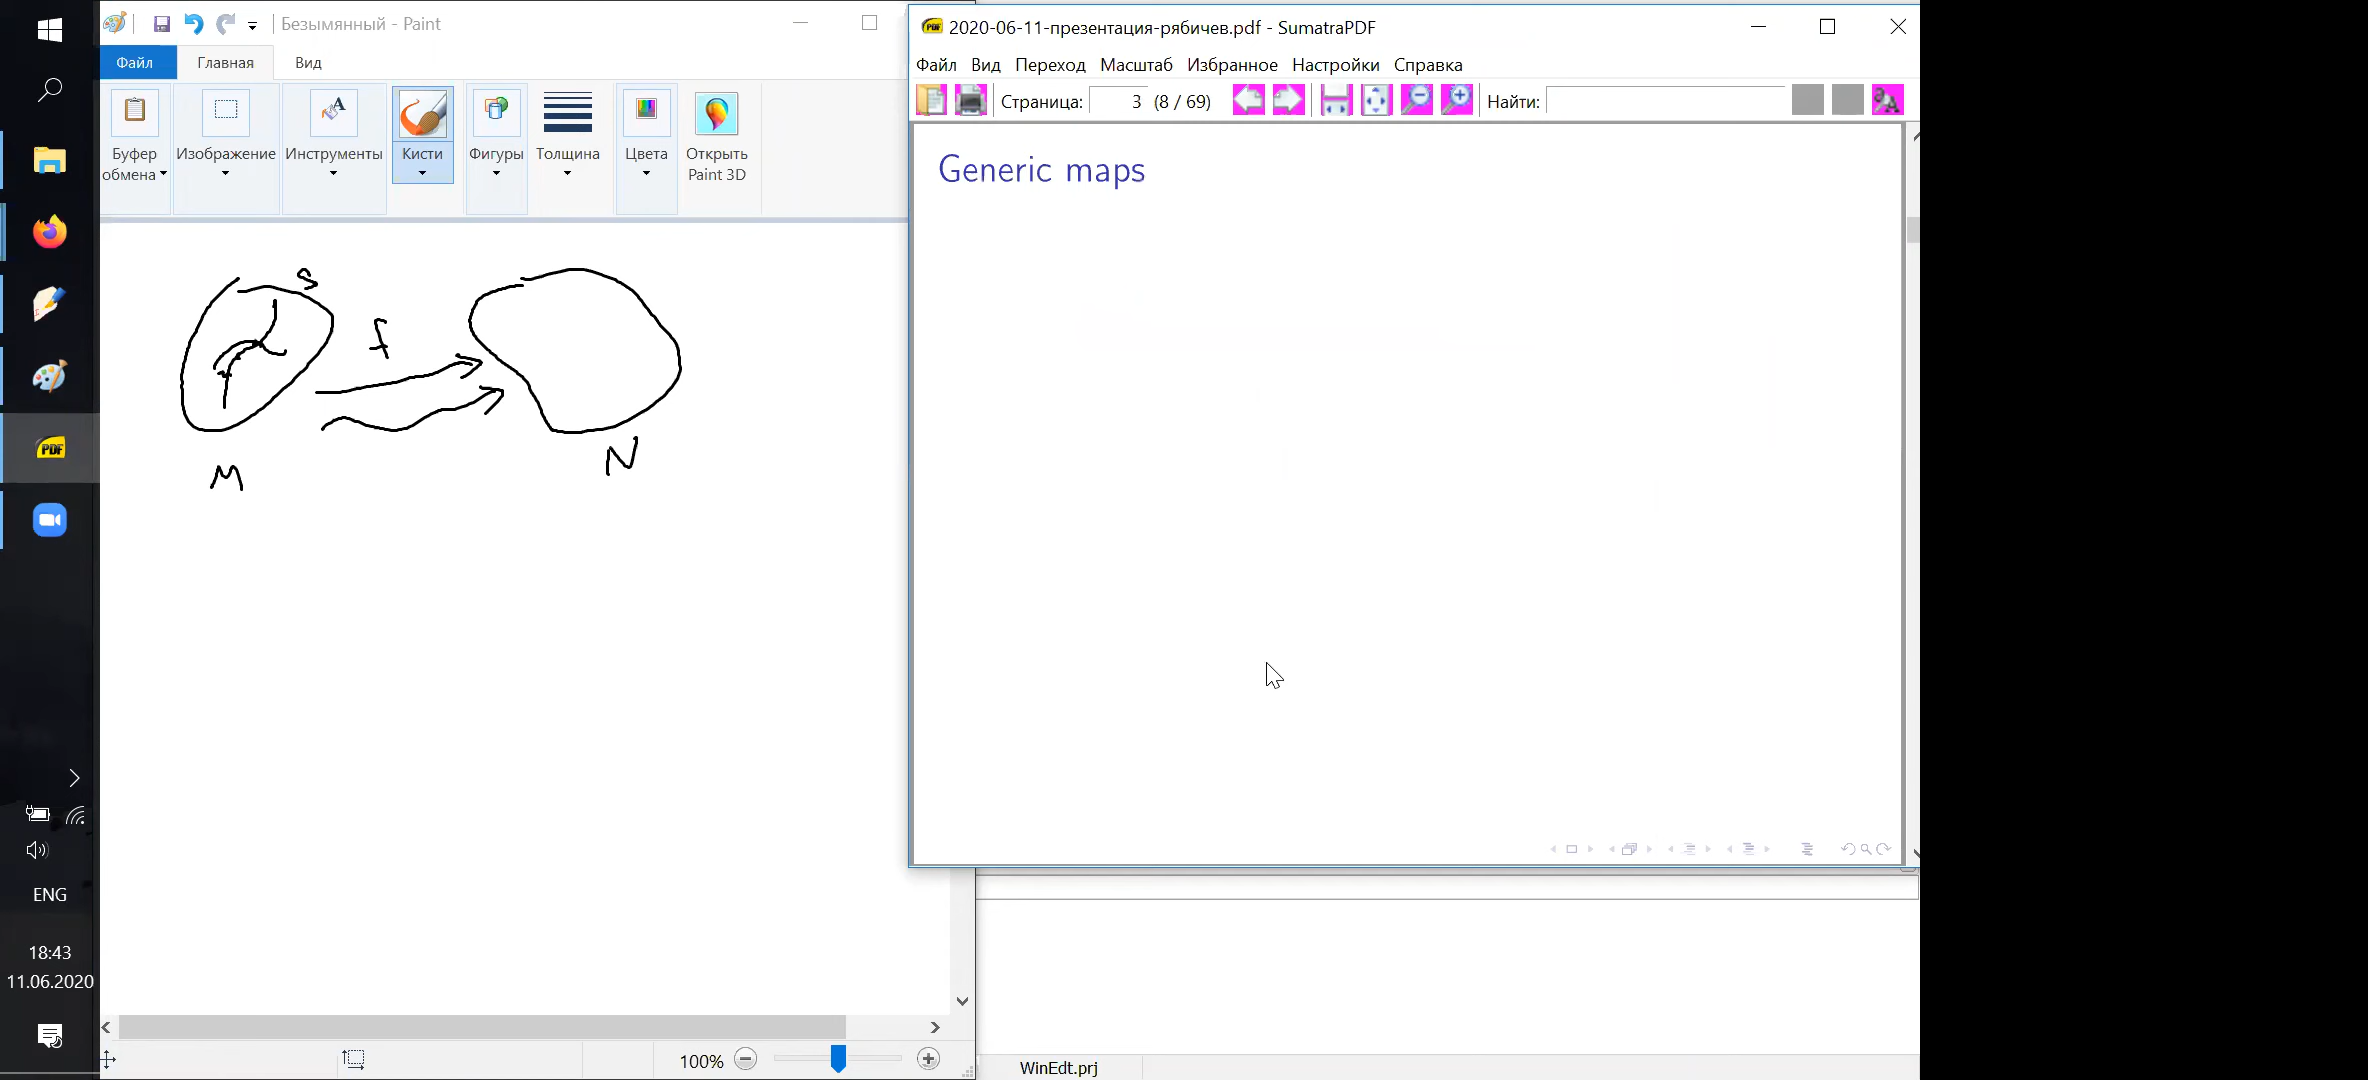 Безымянный - Paint
Файл Главная Вид
Буфер обмена
Изображение
Инструменты
Кисти
Фигуры
Толщина
Цвета
Открыть Paint 3D
S
f
M
N
100%
2020-06-11-презентация-рябичев.pdf - SumatraPDF
Файл Вид Переход Масштаб Избранное Настройки Справка
Страница: 3 (8 / 69) Найти:
Generic maps
WinEdt.prj
PDF
ENG
18:43
11.06.2020